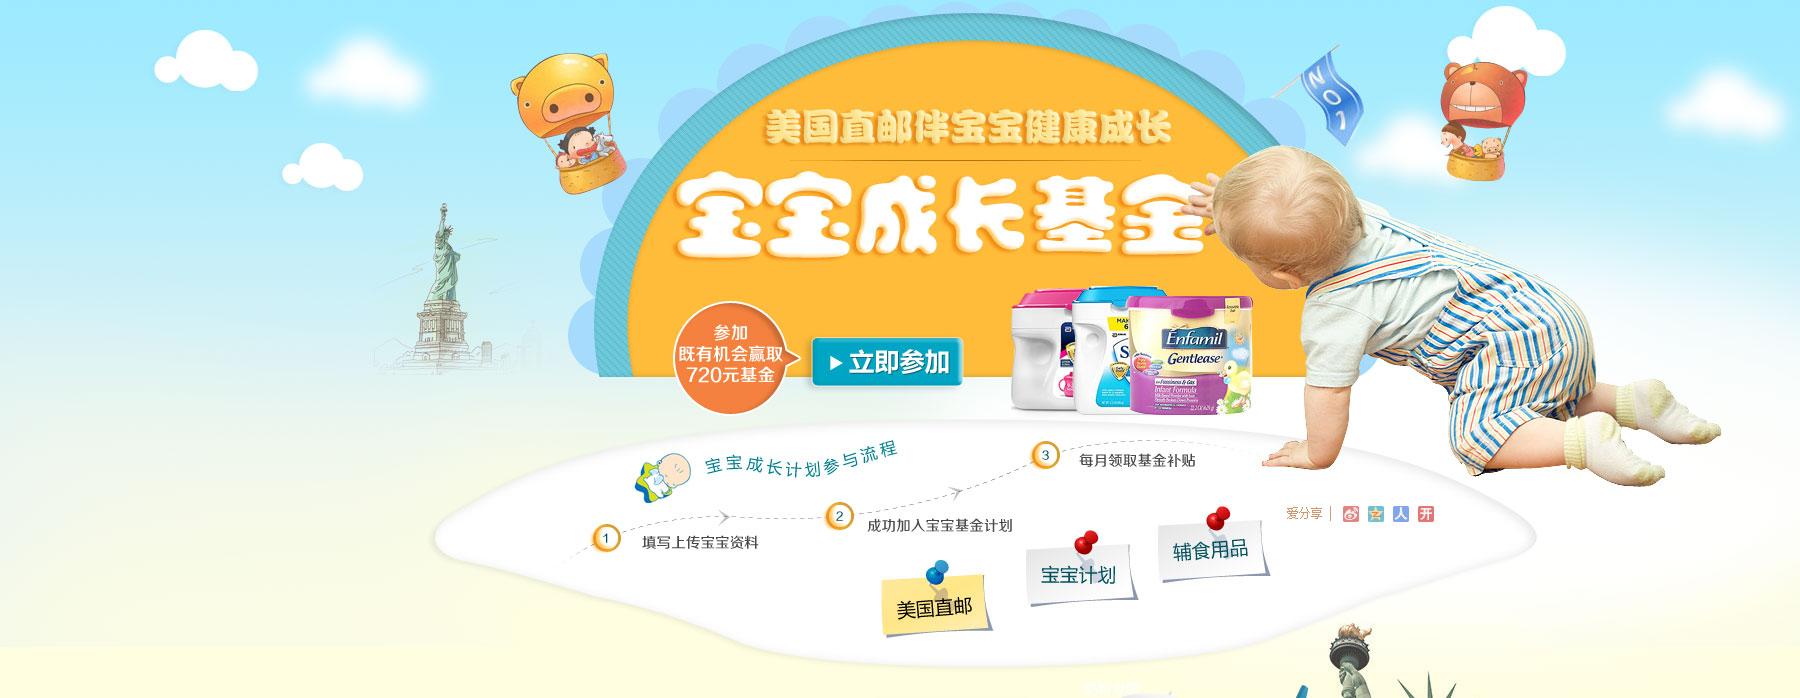 NO1
美国直邮伴宝宝健康成长
宝宝成长基金
参加
既有机会赢取
720元基金
立即参加
Enfamil
Gentlease
Infant Formula
宝宝成长计划参与流程
1
填写上传宝宝资料
2
成功加入宝宝基金计划
3
每月领取基金补贴
爱分享
人
开
美国直邮
宝宝计划
辅食用品